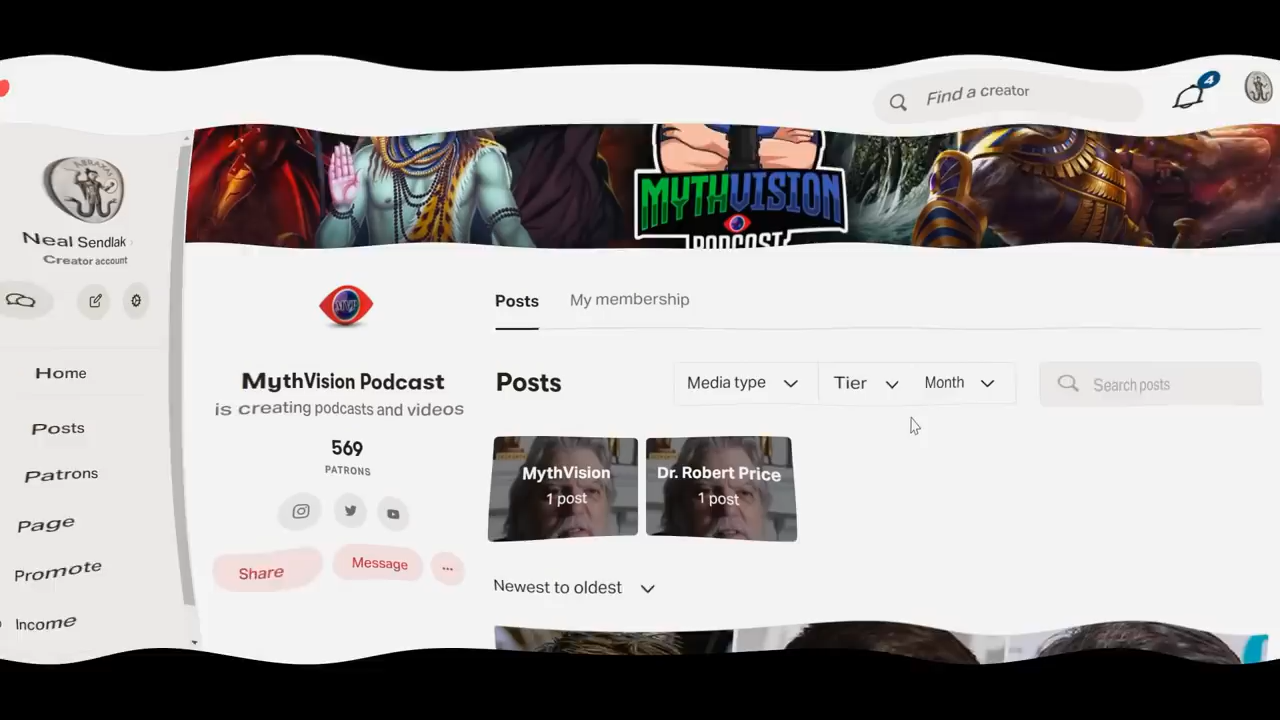 Find a creator
4
ABRAXAS
MYTHVISION
PODCAST
Neal Sendlak
Creator account
Home
Posts
Patrons
Page
Promote
Income
MythVision Podcast
is creating podcasts and videos
569
PATRONS
Share
Message
...
Posts
My membership
Posts
Media type
Tier
Month
Search posts
MythVision
1 post
Dr. Robert Price
1 post
Newest to oldest